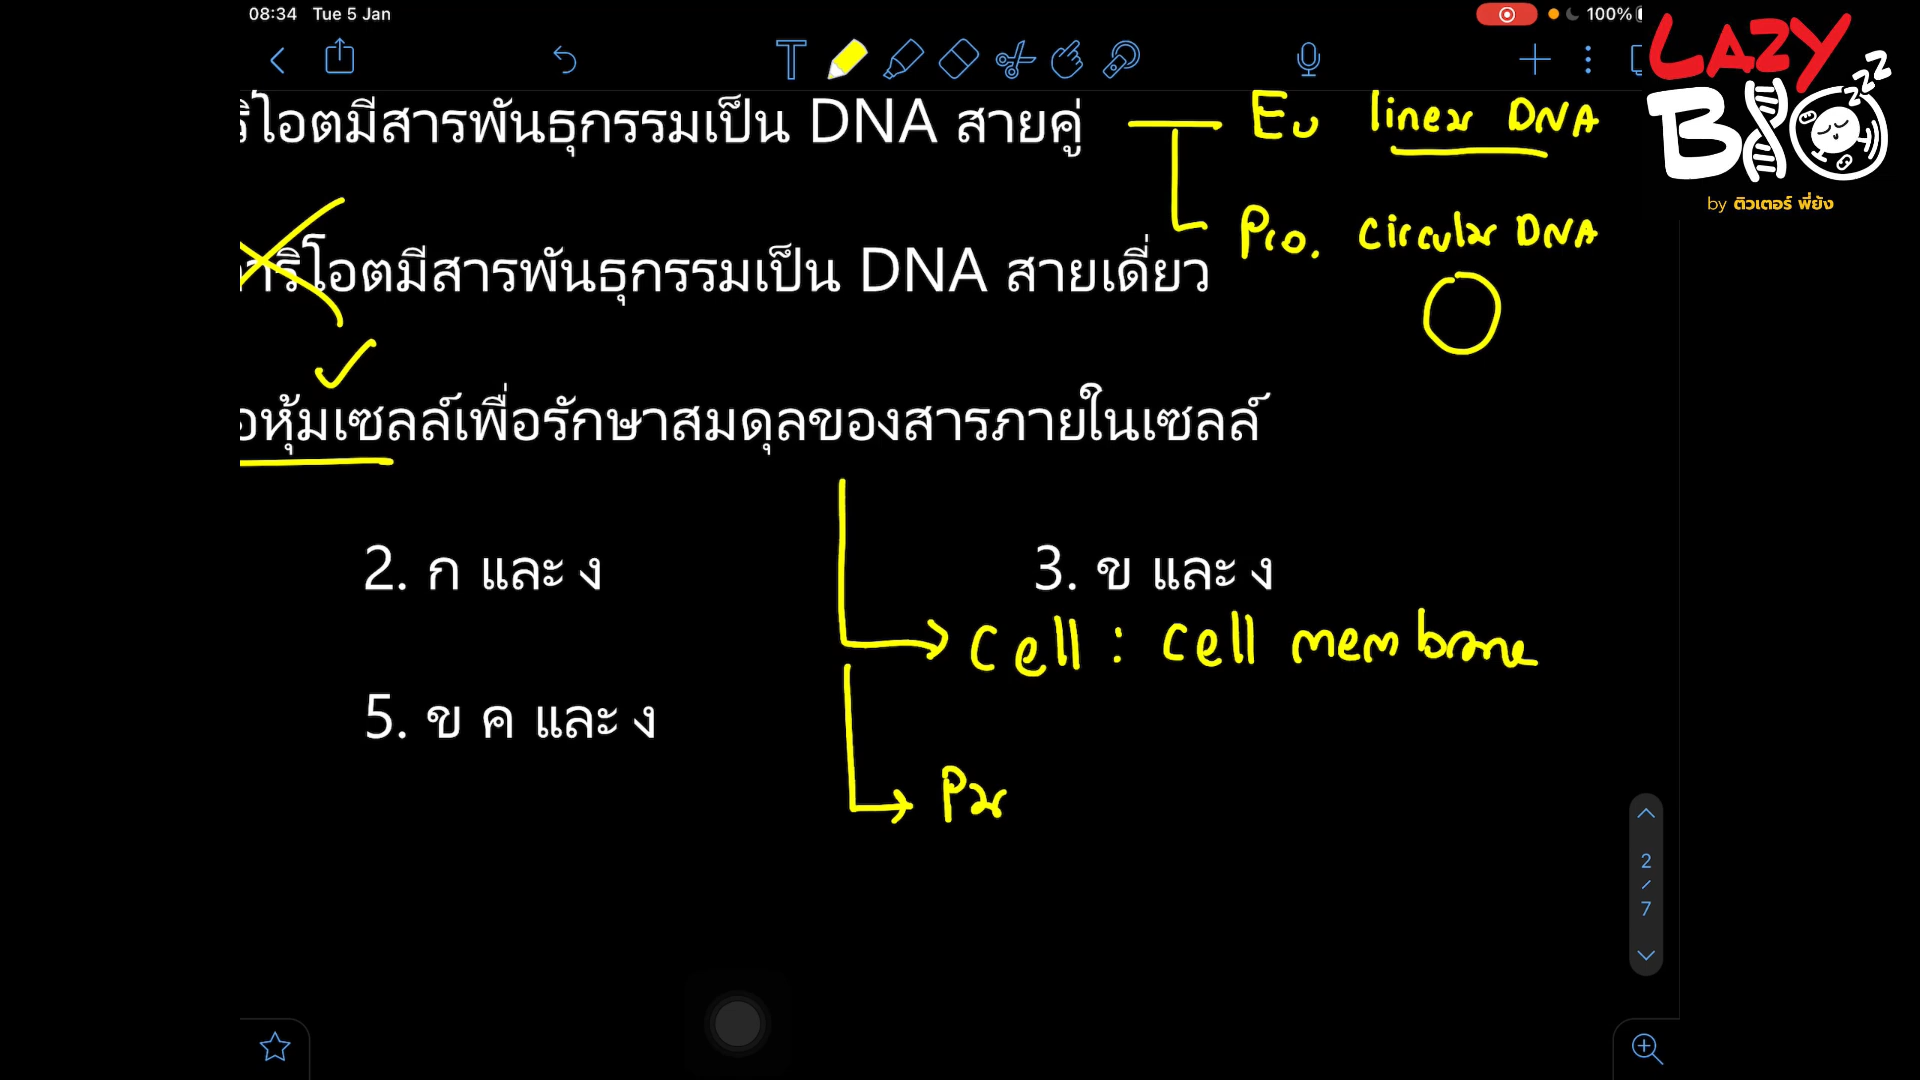 08:34 Tue 5 Jan
100%
LAZY
BIO
zzz
by ติวเตอร์ พี่ยัง
ริโอตมีสารพันธุกรรมเป็น DNA สายคู่
Eu linear DNA
Pro. circular DNA
าริโอตมีสารพันธุกรรมเป็น DNA สายเดี่ยว
อหุ้มเซลล์เพื่อรักษาสมดุลของสารภายในเซลล์
2. ก และ ง
3. ข และ ง
Cell : cell membrane
5. ข ค และ ง
2
/
7